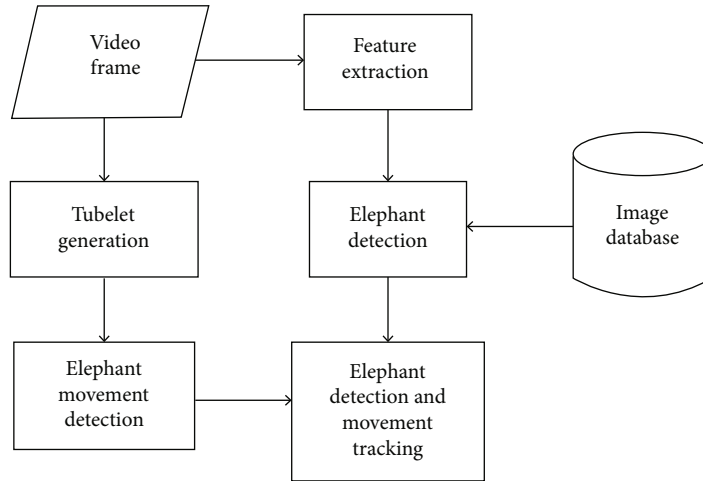 Video
frame
Feature
extraction
Tubelet
generation
Elephant
detection
Image
database
Elephant
movement
detection
Elephant
detection and
movement
tracking